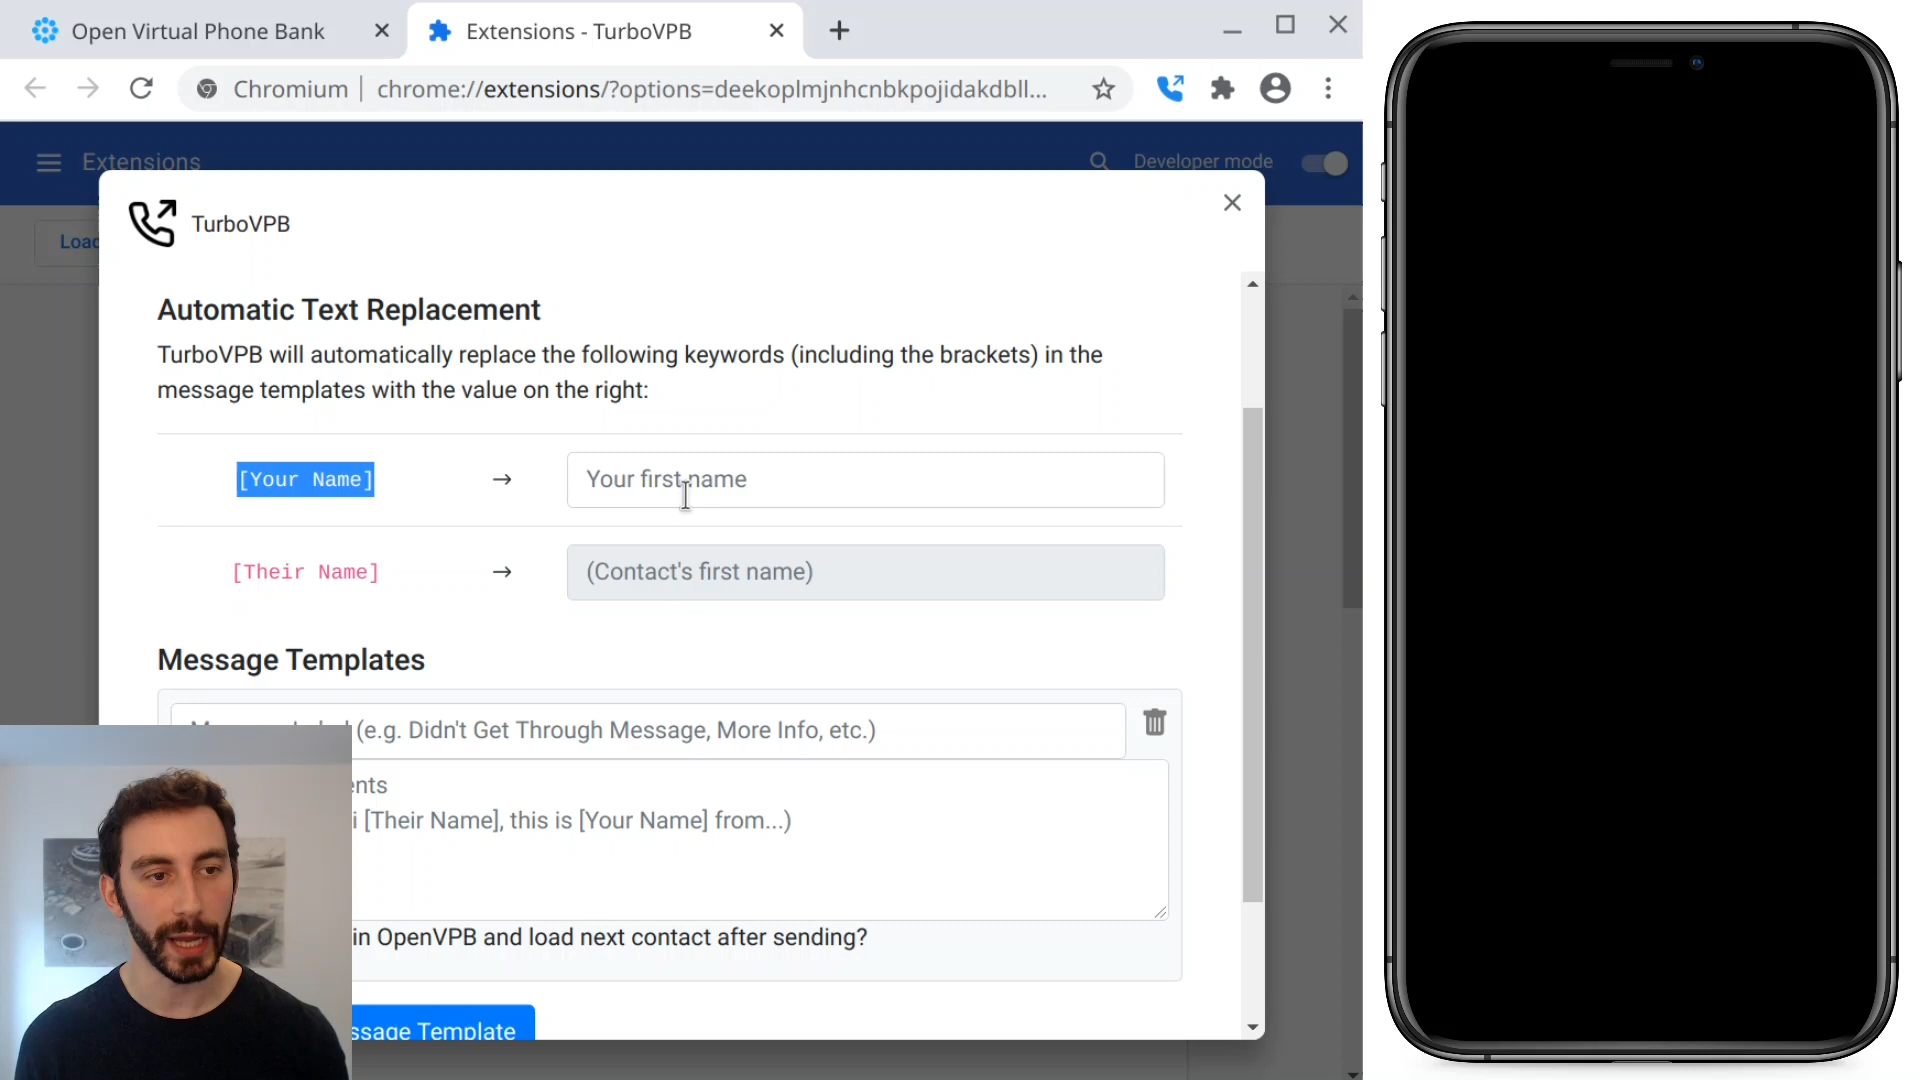 Open Virtual Phone Bank
Extensions - TurboVPB
Chromium | chrome://extensions/?options=deekoplmjnhcnbkpojidakdbll...
Extensions
Developer mode
TurboVPB
Automatic Text Replacement
TurboVPB will automatically replace the following keywords (including the brackets) in the
message templates with the value on the right:
[Your Name] → Your first name
[Their Name] → (Contact's first name)
Message Templates
(e.g. Didn't Get Through Message, More Info, etc.)
[Their Name], this is [Your Name] from...)
in OpenVPB and load next contact after sending?
Template